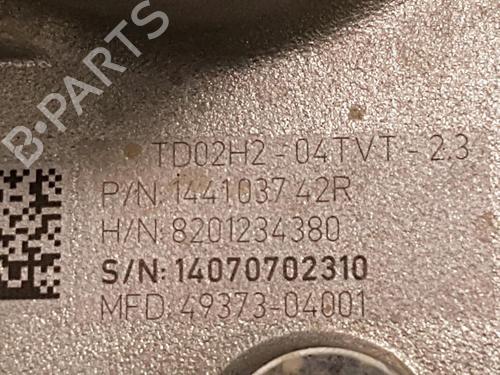 B-PARTS
TD02H2 - 04TVT - 2.3
P/N: 144103742R
H/N: 8201234380
S/N: 14070702310
MFD: 49373-04001